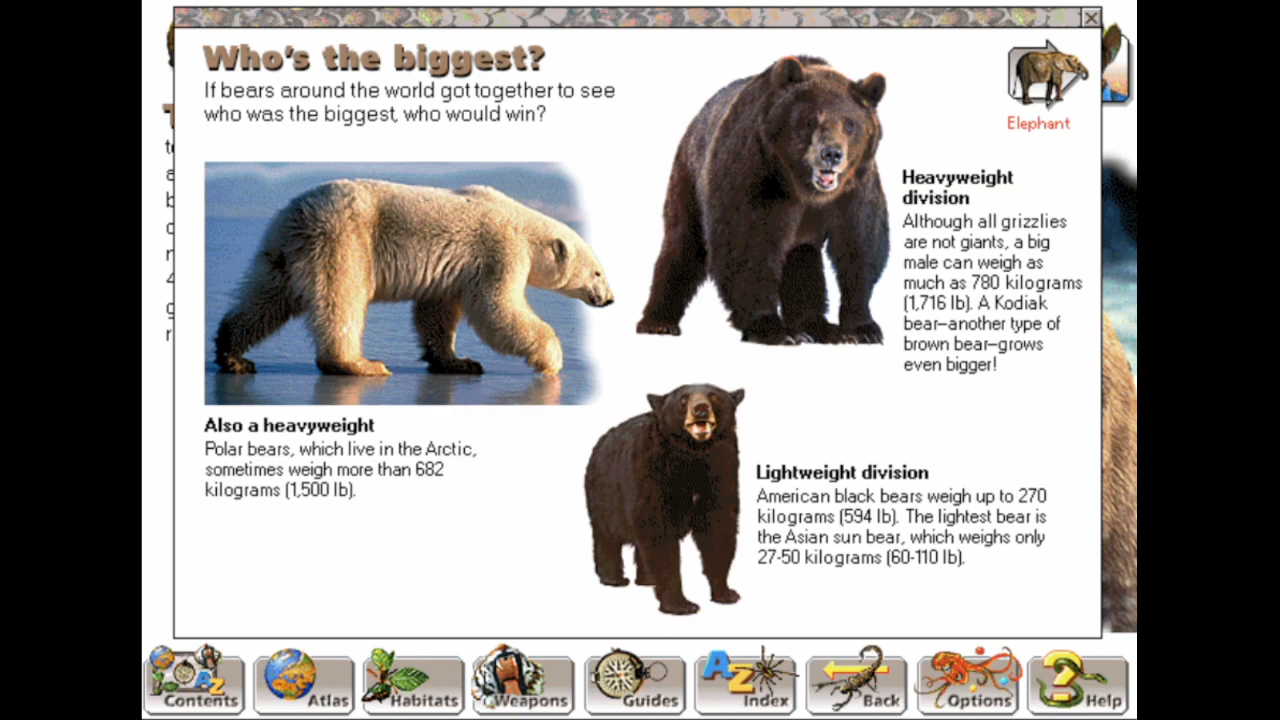 Who's the biggest?
If bears around the world got together to see
who was the biggest, who would win?
Elephant
Heavyweight
division
Although all grizzlies
are not giants, a big
male can weigh as
much as 780 kilograms
(1,716 lb). A Kodiak
bear–another type of
brown bear–grows
even bigger!
Also a heavyweight
Polar bears, which live in the Arctic,
sometimes weigh more than 682
kilograms (1,500 lb).
Lightweight division
American black bears weigh up to 270
kilograms (594 lb). The lightest bear is
the Asian sun bear, which weighs only
27-50 kilograms (60-110 lb).
Contents
Atlas
Habitats
Weapons
Guides
AZ
Index
Back
Options
Help